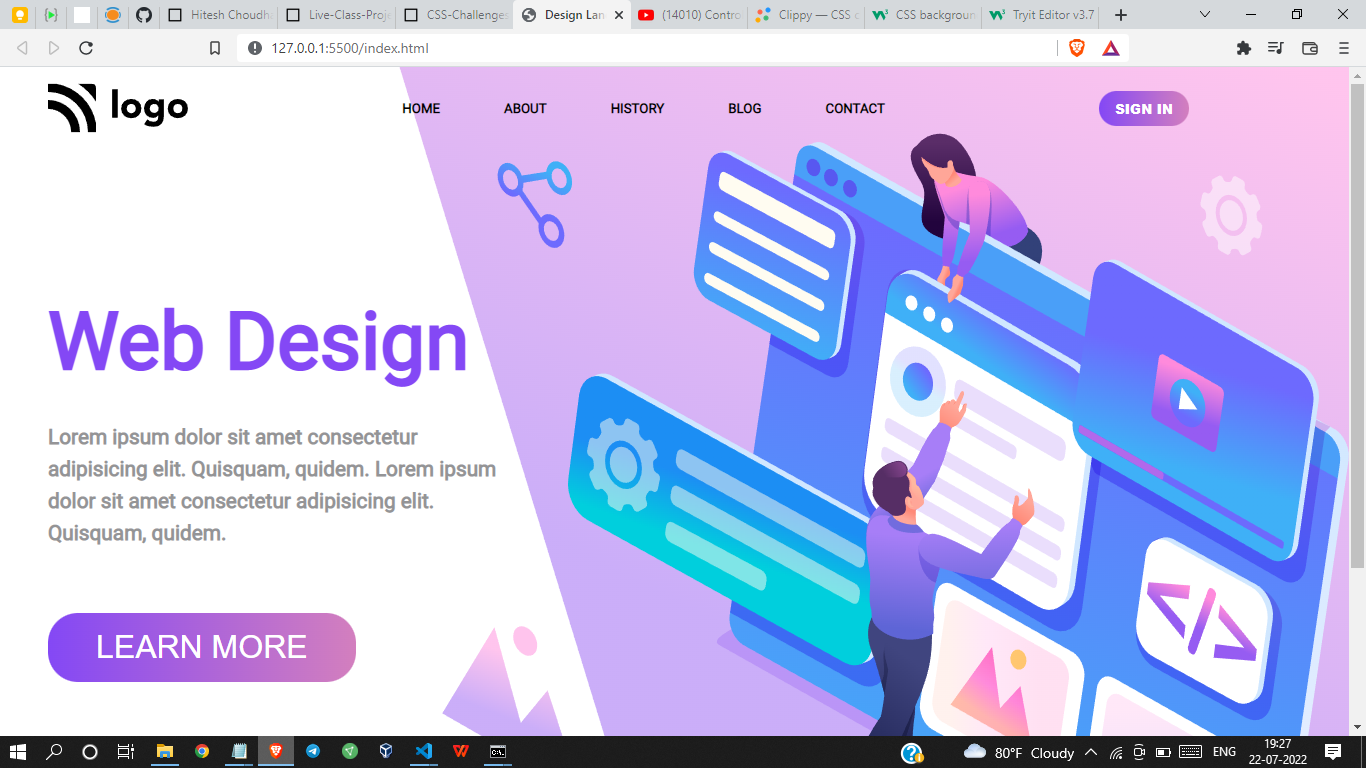 Hitesh Choudh
Live-Class-Proje
CSS-Challenges
Design Lan
(14010) Contro
Clippy — CSS c
CSS backgroun
Tryit Editor v3.7
127.0.0.1:5500/index.html
logo
HOME
ABOUT
HISTORY
BLOG
CONTACT
SIGN IN
Web Design
Lorem ipsum dolor sit amet consectetur
adipisicing elit. Quisquam, quidem. Lorem ipsum
dolor sit amet consectetur adipisicing elit.
Quisquam, quidem.
LEARN MORE
</>
80°F Cloudy
ENG
19:27
22-07-2022